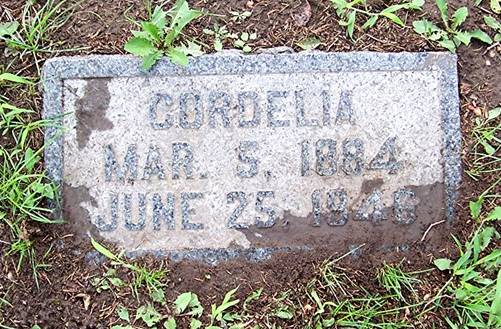 CORDELIA
MAR. 5, 1884
JUNE 25, 1946